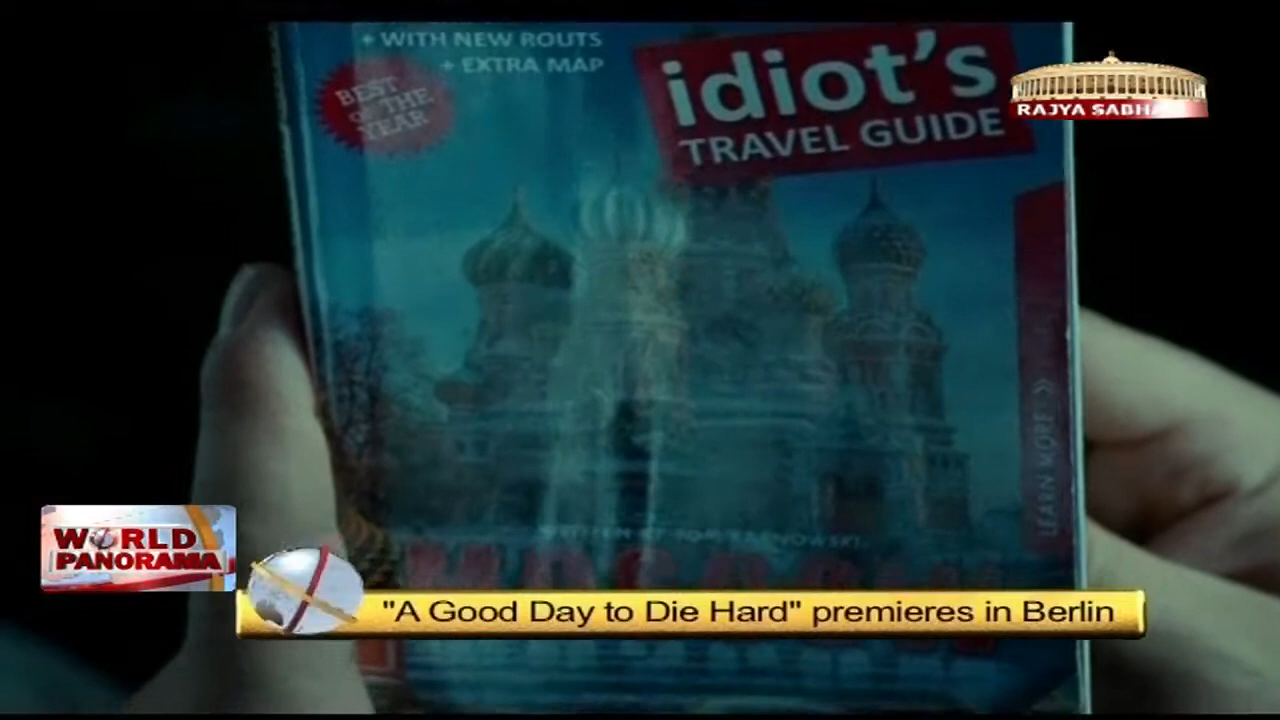 + WITH NEW ROUTS
+ EXTRA MAP
BEST
OF THE
YEAR
idiot's
TRAVEL GUIDE
RAJYA SABHA
LEARN MORE »
WORLD
PANORAMA
"A Good Day to Die Hard" premieres in Berlin